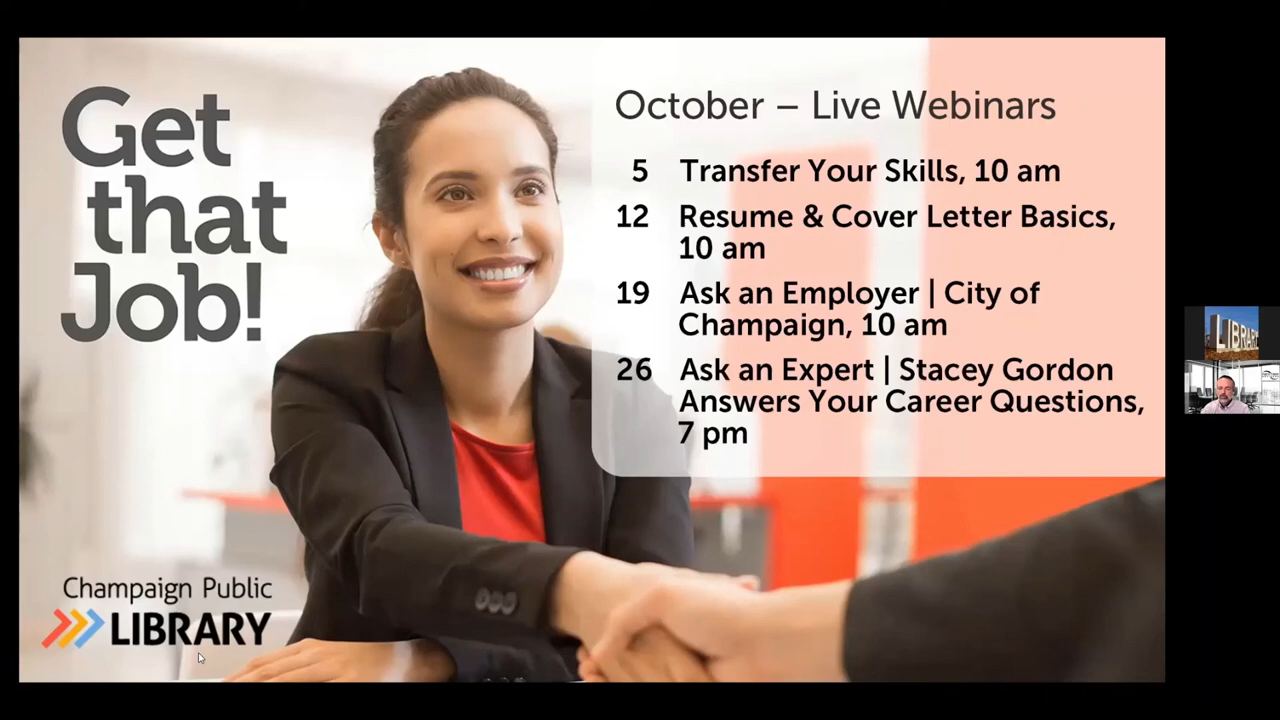 Get
that
Job!
October – Live Webinars
5 Transfer Your Skills, 10 am
12 Resume & Cover Letter Basics,
10 am
19 Ask an Employer | City of
Champaign, 10 am
26 Ask an Expert | Stacey Gordon
Answers Your Career Questions,
7 pm
Champaign Public
LIBRARY
LIBRARY